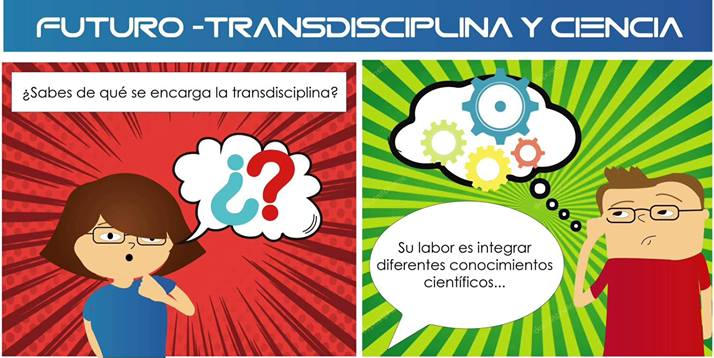 FUTURO -TRANSDISCIPLINA Y CIENCIA
¿Sabes de qué se encarga la transdisciplina?
¿?
Su labor es integrar
diferentes conocimientos
científicos...